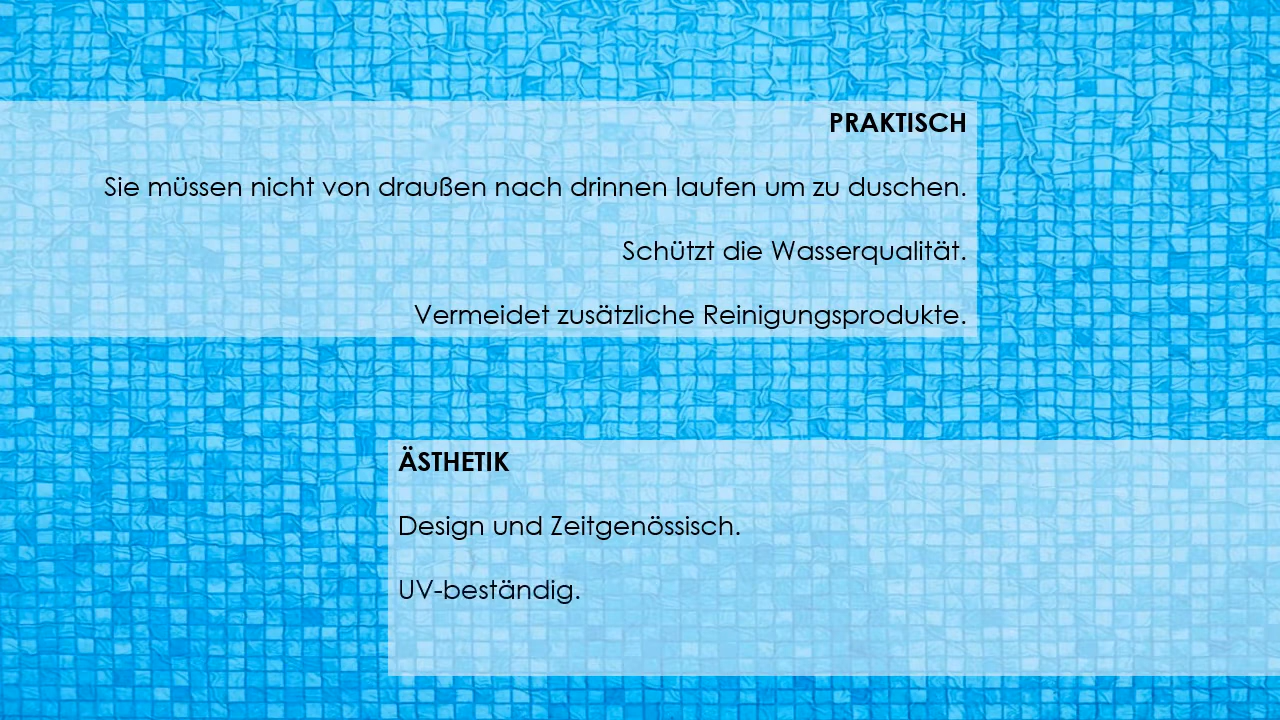 PRAKTISCH
Sie müssen nicht von draußen nach drinnen laufen um zu duschen.
Schützt die Wasserqualität.
Vermeidet zusätzliche Reinigungsprodukte.
ÄSTHETIK
Design und Zeitgenössisch.
UV-beständig.